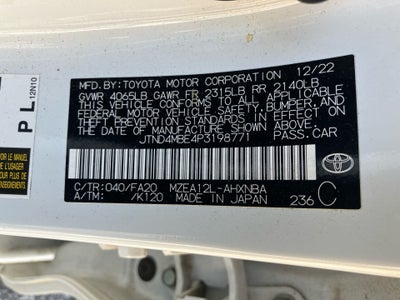 MFD. BY:TOYOTA MOTOR CORPORATION 12/22
GVWR 4065LB GAWR FR 2315LB RR 2140LB
THIS VEHICLE CONFORMS TO ALL APPLICABLE
FEDERAL MOTOR VEHICLE SAFETY, BUMPER, AND
THEFT PREVENTION STANDARDS IN EFFECT ON
THE DATE OF MANUFACTURE SHOWN ABOVE.
JTND4MBE4P3198771 PASS.CAR
C/TR:040/FA20 MZEA12L-AHXNBA
A/TM: /K120 MADE IN JAPAN 236 C
TOYOTA
P L 12N10